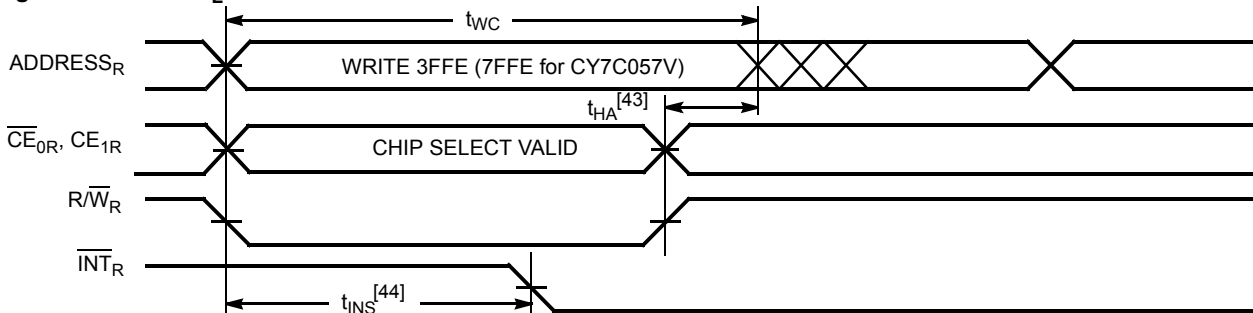 tWC
ADDRESSR
WRITE 3FFE (7FFE for CY7C057V)
tHA[43]
CE0R, CE1R
CHIP SELECT VALID
R/WR
INTR
tINS[44]